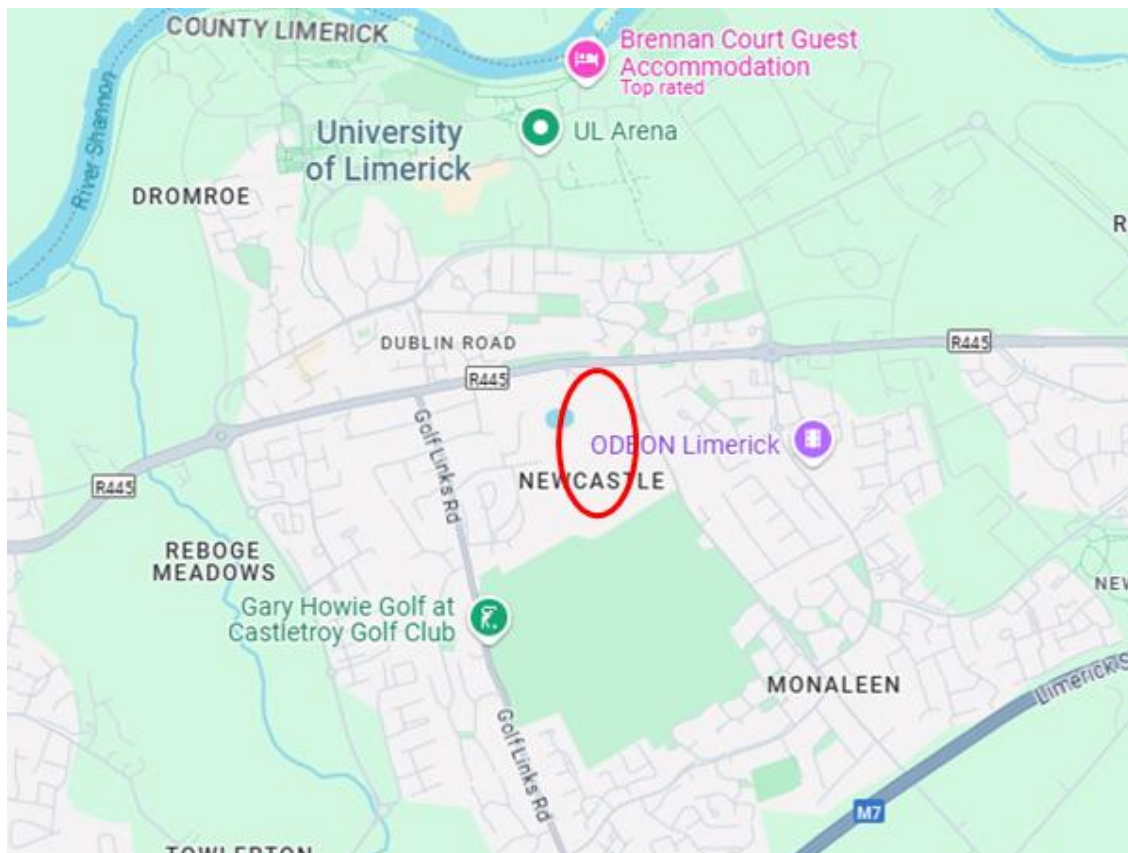 COUNTY LIMERICK
Brennan Court Guest
Accommodation
Top rated
River Shannon
University
of Limerick
UL Arena
DROMROE
R
DUBLIN ROAD
R445
R445
Golf Links Rd
ODEON Limerick
NEWCASTLE
R445
REBOGE
MEADOWS
NEW
Gary Howie Golf at
Castletroy Golf Club
MONALEEN
Limerick S
Golf Links Rd
M7
TOWLERTON